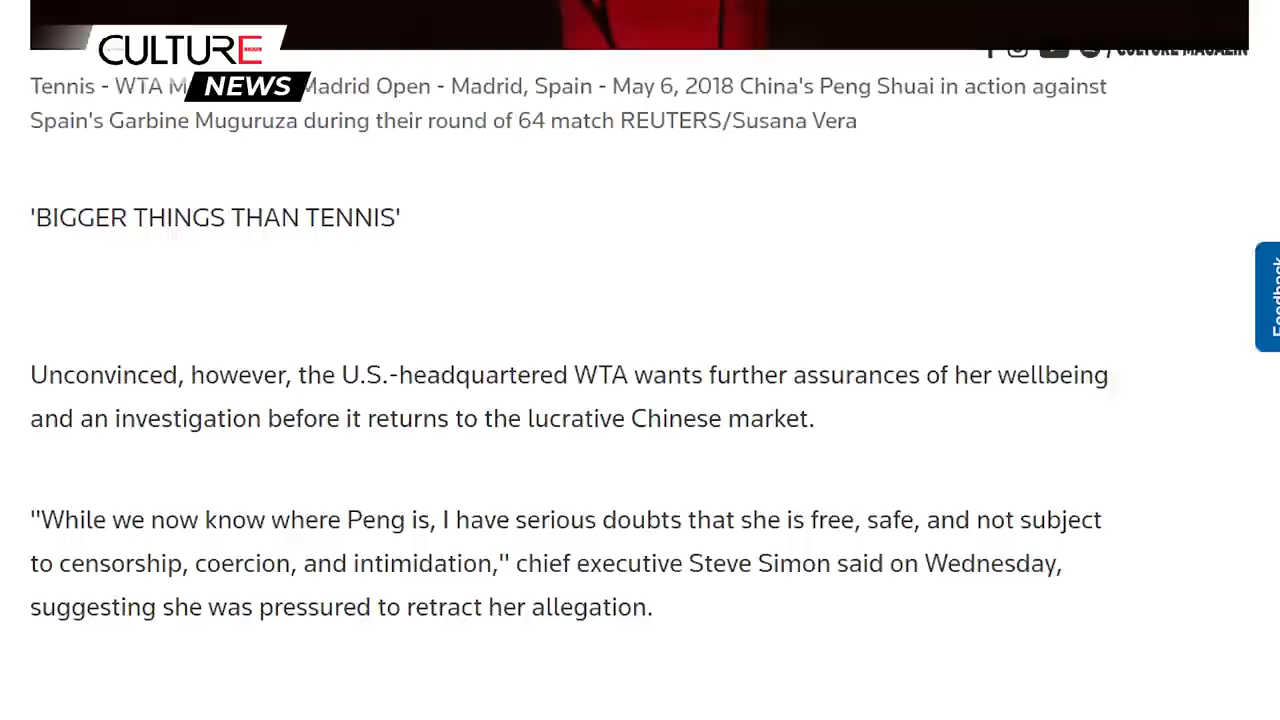 CULTURE
NEWS
/ CULTURE MAGAZIN
Tennis - WTA Madrid Open - Madrid, Spain - May 6, 2018 China's Peng Shuai in action against
Spain's Garbine Muguruza during their round of 64 match REUTERS/Susana Vera
'BIGGER THINGS THAN TENNIS'
Feedback
Unconvinced, however, the U.S.-headquartered WTA wants further assurances of her wellbeing
and an investigation before it returns to the lucrative Chinese market.
"While we now know where Peng is, I have serious doubts that she is free, safe, and not subject
to censorship, coercion, and intimidation," chief executive Steve Simon said on Wednesday,
suggesting she was pressured to retract her allegation.